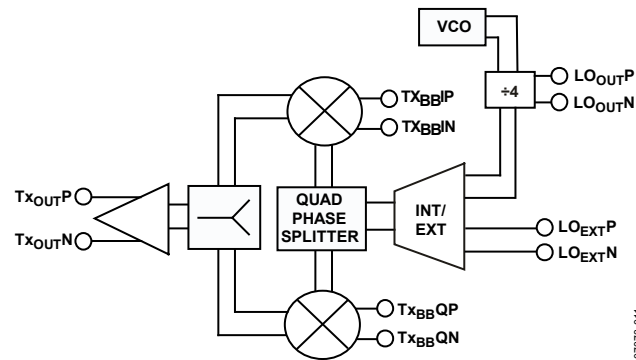 VCO
÷4
LOOUTP
LOOUTN
TXBBIP
TXBBIN
TxOUTP
TxOUTN
QUAD
PHASE
SPLITTER
INT/
EXT
LOEXTP
LOEXTN
TxBBQP
TxBBQN